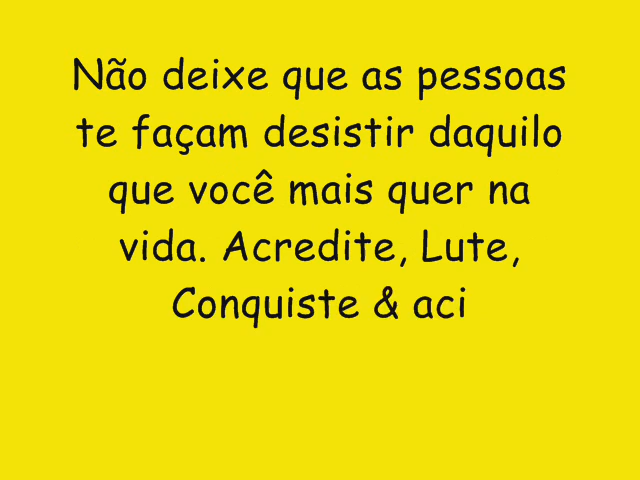 Não deixe que as pessoas
te façam desistir daquilo
que você mais quer na
vida. Acredite, Lute,
Conquiste & aci